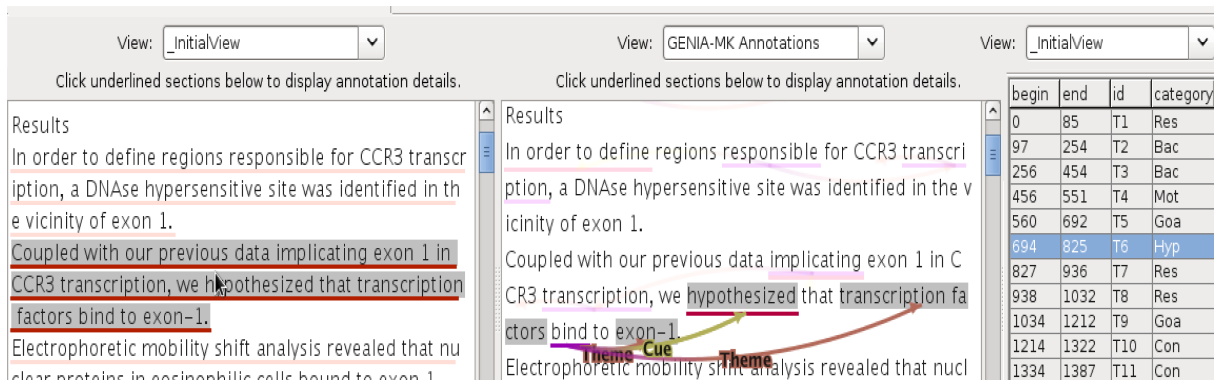 View: _InitialView
Click underlined sections below to display annotation details.
Results
In order to define regions responsible for CCR3 transcr
iption, a DNAse hypersensitive site was identified in th
e vicinity of exon 1.
Coupled with our previous data implicating exon 1 in
CCR3 transcription, we hypothesized that transcription
factors bind to exon-1.
Electrophoretic mobility shift analysis revealed that nu
clear proteins in eosinophilic cells bound to exon 1
View: GENIA-MK Annotations
Click underlined sections below to display annotation details.
Results
In order to define regions responsible for CCR3 transcri
ption, a DNAse hypersensitive site was identified in the v
icinity of exon 1.
Coupled with our previous data implicating exon 1 in C
CR3 transcription, we hypothesized that transcription fa
ctors bind to exon-1.
Theme Cue Theme
Electrophoretic mobility shift analysis revealed that nucl
View: _InitialView
begin end id category
0 85 T1 Res
97 254 T2 Bac
256 454 T3 Bac
456 551 T4 Mot
560 692 T5 Goa
694 825 T6 Hyp
827 936 T7 Res
938 1032 T8 Res
1034 1212 T9 Goa
1214 1322 T10 Con
1334 1387 T11 Con